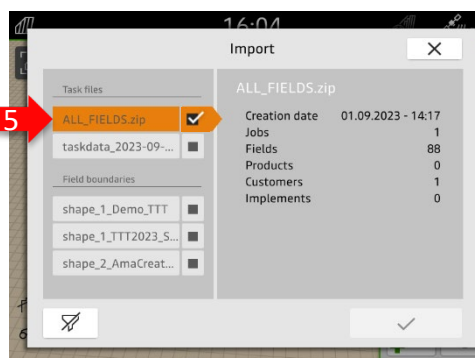 16:04
Import
Task files
ALL_FIELDS.zip
taskdata_2023-09-...
Field boundaries
shape_1_Demo_TTT
shape_1_TTT2023_S...
shape_2_AmaCreat...
5
ALL_FIELDS.zip
Creation date 01.09.2023 - 14:17
Jobs 1
Fields 88
Products 0
Customers 1
Implements 0
6